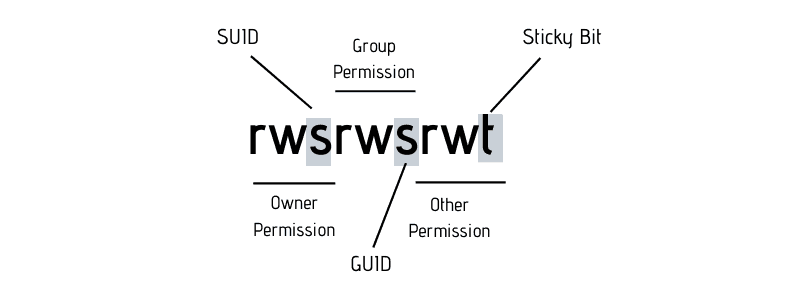 SUID
Sticky Bit
Group
Permission
rwsrwsrwt
Owner
Permission
Other
Permission
GUID